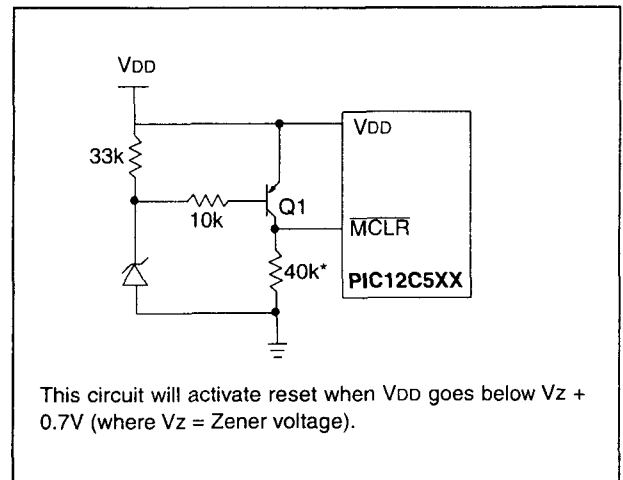 VDD
VDD
33k
Q1
10k
MCLR
40k*
PIC12C5XX
This circuit will activate reset when VDD goes below Vz +
0.7V (where Vz = Zener voltage).